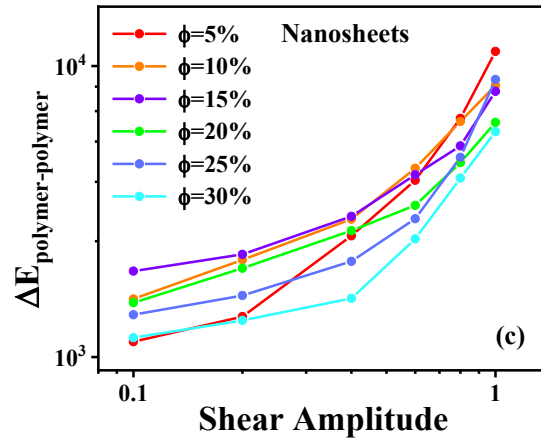 Nanosheets
ϕ=5%
ϕ=10%
ϕ=15%
ϕ=20%
ϕ=25%
ϕ=30%
10⁴
10³
ΔE_polymer-polymer
(c)
0.1
1
Shear Amplitude